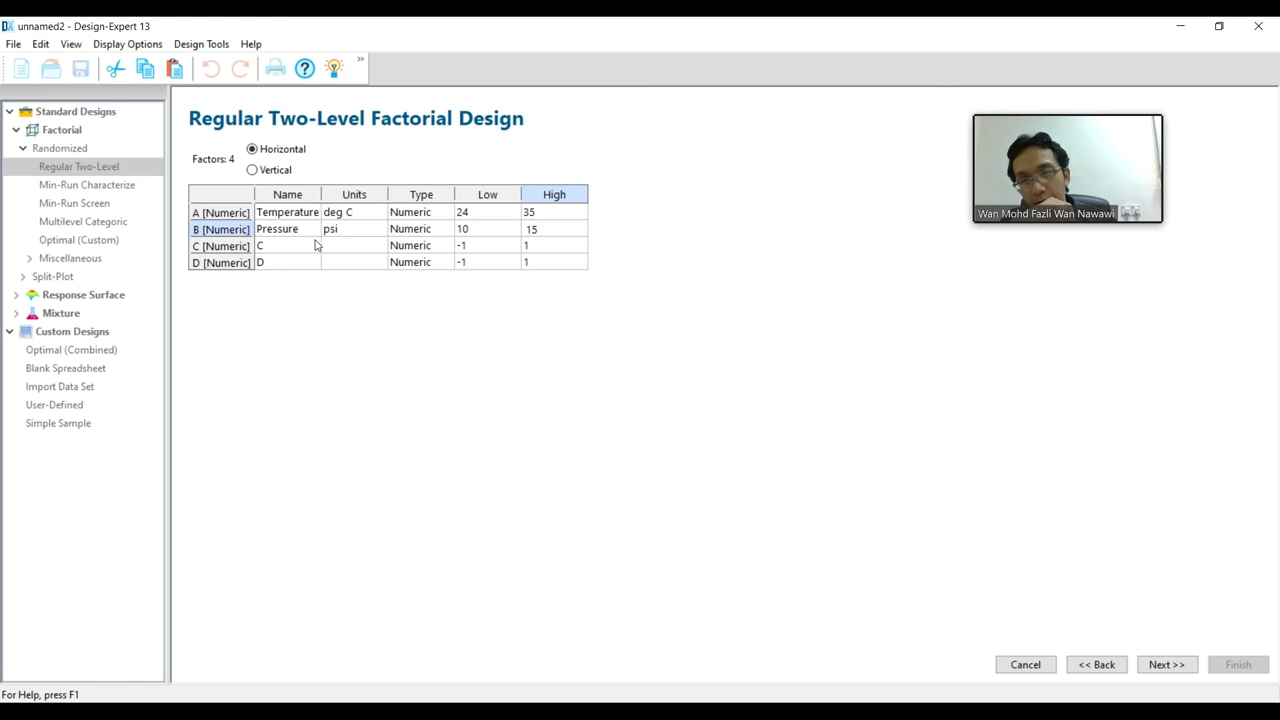 unnamed2 - Design-Expert 13
File Edit View Display Options Design Tools Help
Standard Designs
Factorial
Randomized
Regular Two-Level
Min-Run Characterize
Min-Run Screen
Multilevel Categoric
Optimal (Custom)
Miscellaneous
Split-Plot
Response Surface
Mixture
Custom Designs
Optimal (Combined)
Blank Spreadsheet
Import Data Set
User-Defined
Simple Sample
Regular Two-Level Factorial Design
Factors: 4
Horizontal
Vertical
Name Units Type Low High
A [Numeric] Temperature deg C Numeric 24 35
B [Numeric] Pressure psi Numeric 10 15
C [Numeric] C Numeric -1 1
D [Numeric] D Numeric -1 1
Wan Mohd Fazli Wan Nawawi
Cancel << Back Next >> Finish
For Help, press F1